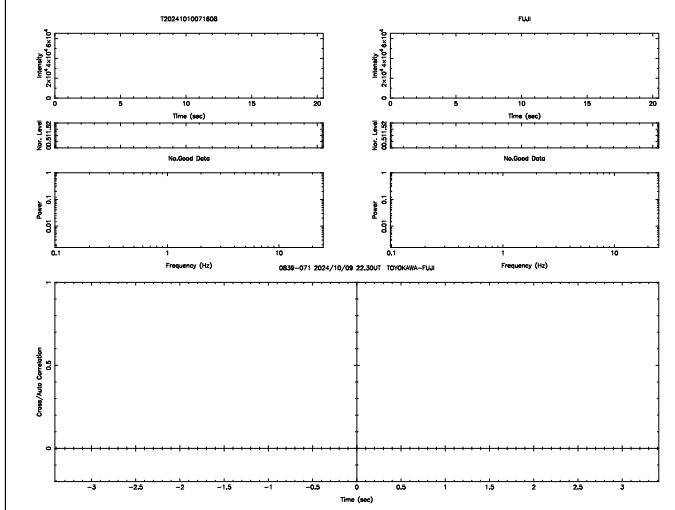 T20241010071608 FUJI
Intensity
0 2×10⁴ 4×10⁴ 6×10⁴
0 5 10 15 20
Time (sec)
Intensity
0 2×10⁴ 4×10⁴ 6×10⁴
0 5 10 15 20
Time (sec)
Nor. Level
00.511.52
Nor. Level
00.511.52
No.Good Data
No.Good Data
Power
0.01 0.1 1
0.1 1 10
Frequency (Hz)
Power
0.01 0.1 1
0.1 1 10
Frequency (Hz)
0839-071 2024/10/09 22.30UT TOYOKAWA-FUJI
Cross/Auto Correlation
0 0.5 1
-3 -2.5 -2 -1.5 -1 -0.5 0 0.5 1 1.5 2 2.5 3
Time (sec)